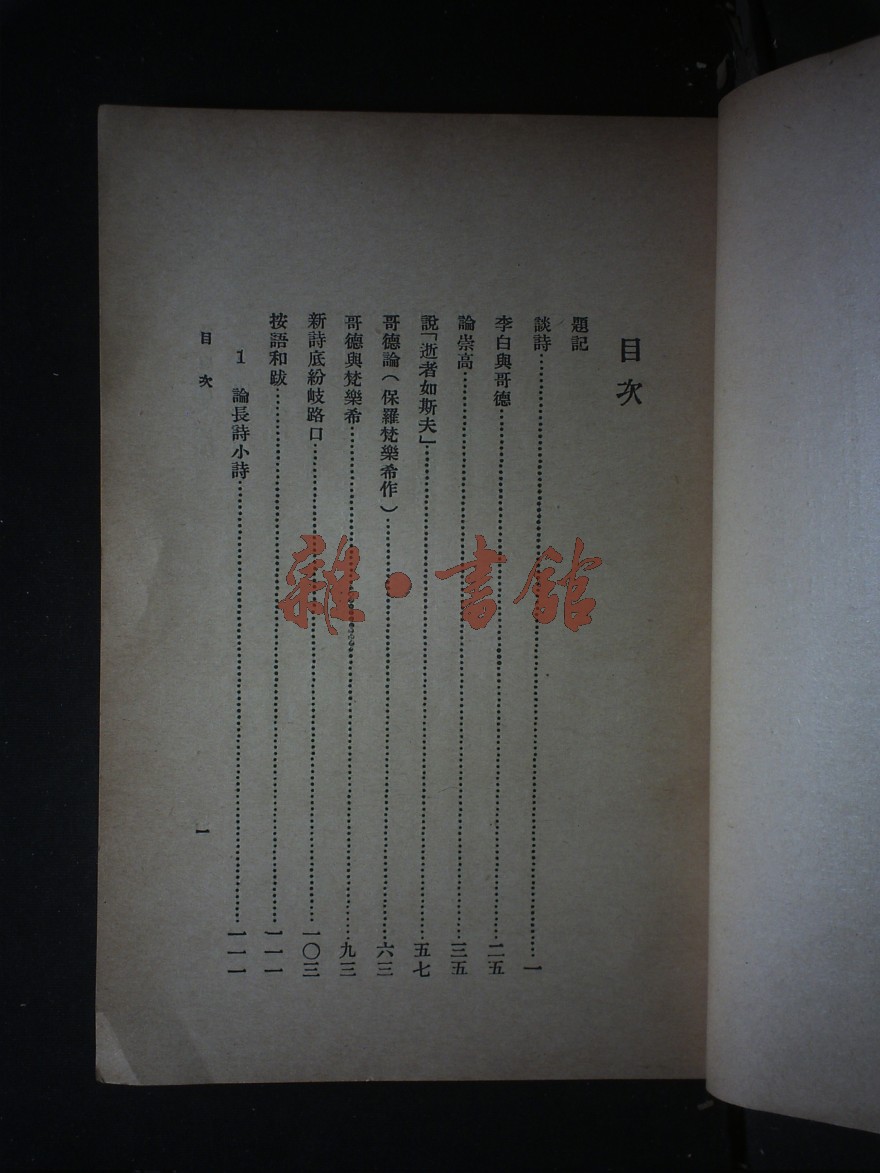 目次
題記
談詩……一
李白與哥德……二五
論崇高……三五
說「逝者如斯夫」……五七
哥德論(保羅梵樂希作)……六三
哥德與梵樂希……九三
新詩底紛岐路口……一〇三
按語和跋……一一一
1 論長詩小詩……一一一
目次 一
雜·書館